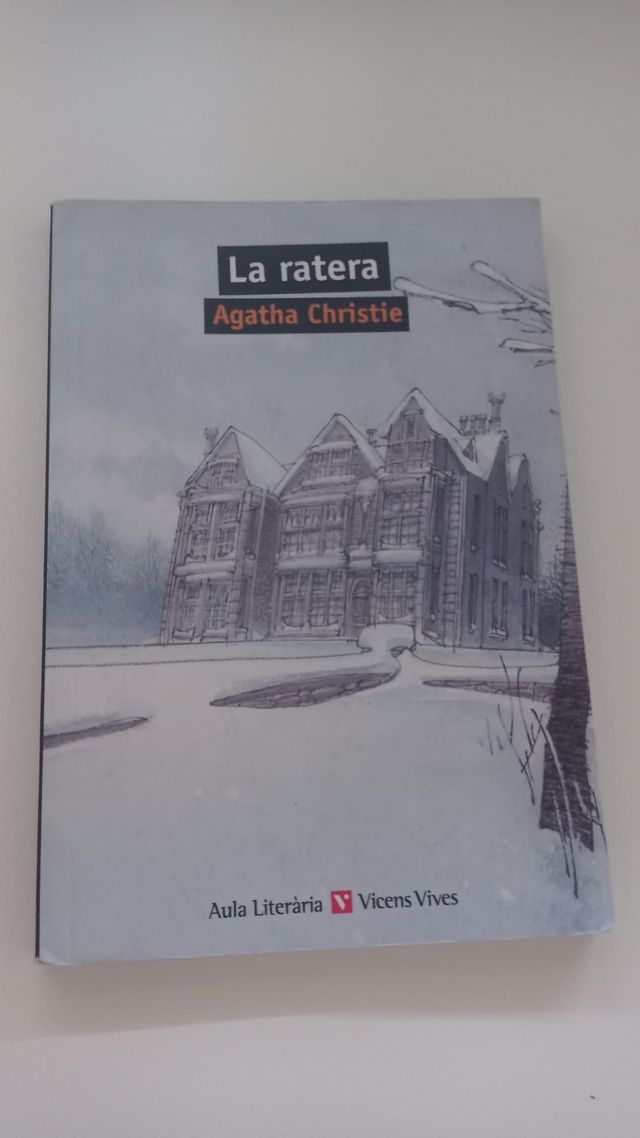 La ratera
Agatha Christie
Aula Literària Vicens Vives